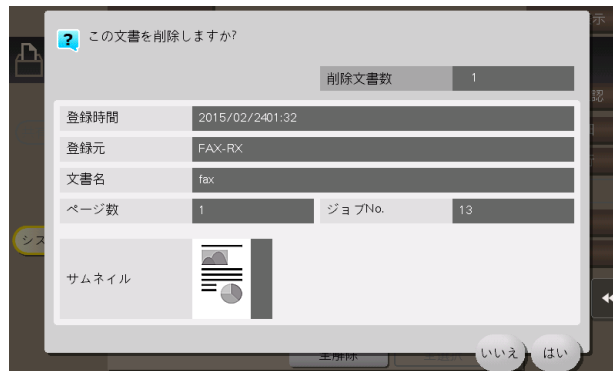 この文書を削除しますか?
削除文書数 1
登録時間 2015/02/2401:32
登録元 FAX-RX
文書名 fax
ページ数 1 ジョブNo. 13
サムネイル
シス
いいえ はい